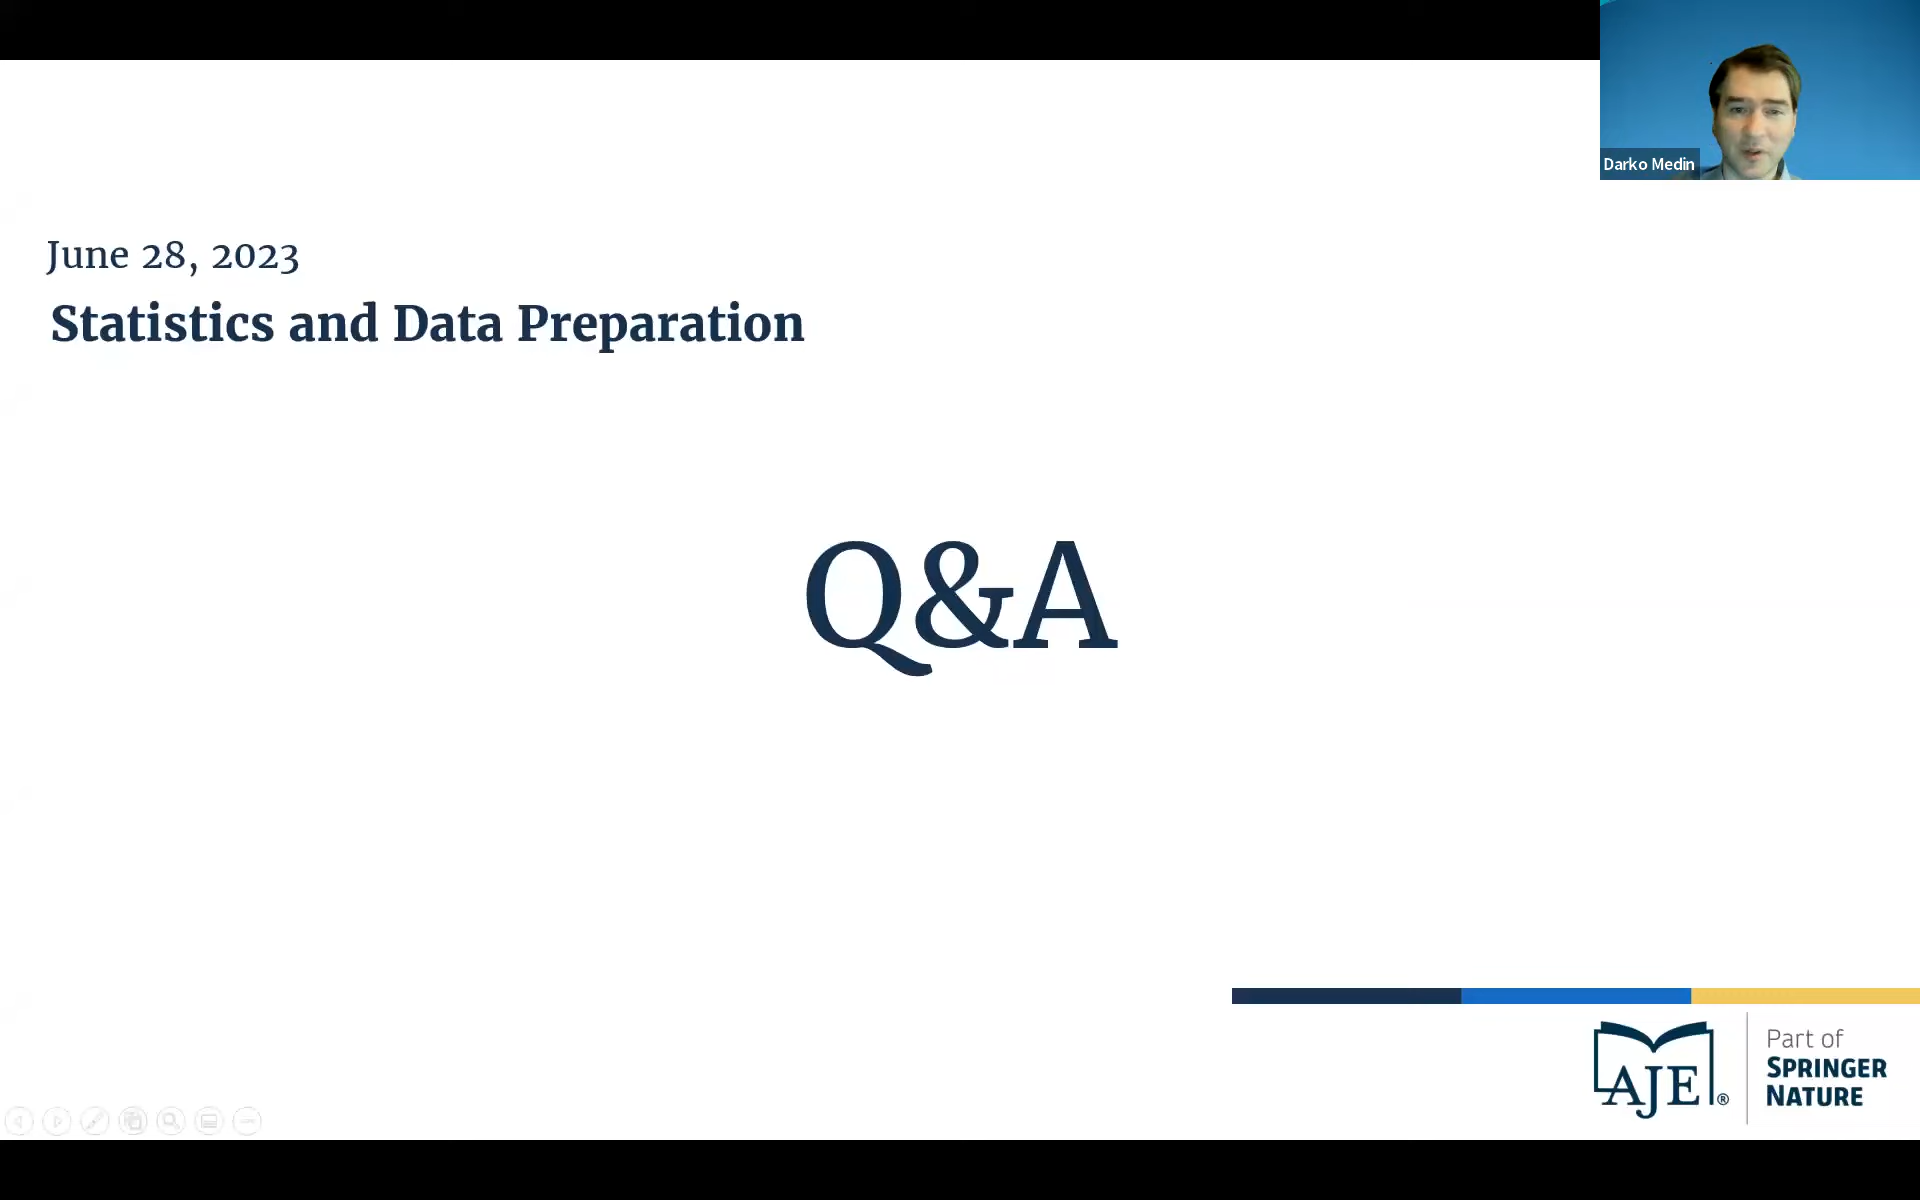 Darko Medin
June 28, 2023
Statistics and Data Preparation
Q&A
AJE®
Part of
SPRINGER
NATURE